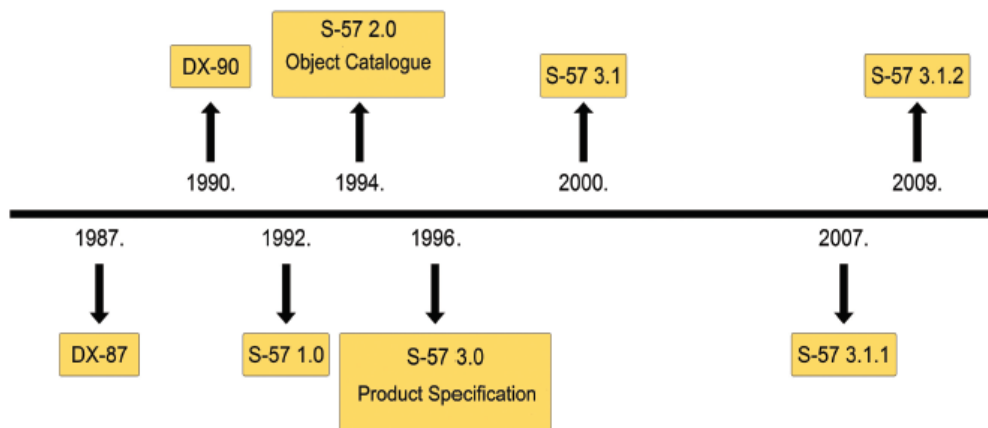 S-57 2.0
Object Catalogue
DX-90
S-57 3.1
S-57 3.1.2
1990.
1994.
2000.
2009.
1987.
1992.
1996.
2007.
DX-87
S-57 1.0
S-57 3.0
Product Specification
S-57 3.1.1